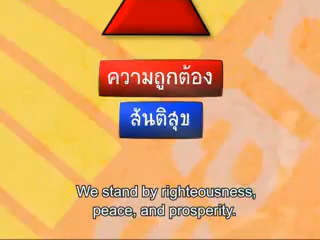 ความถูกต้อง
สันติสุข
We stand by righteousness,
peace, and prosperity.